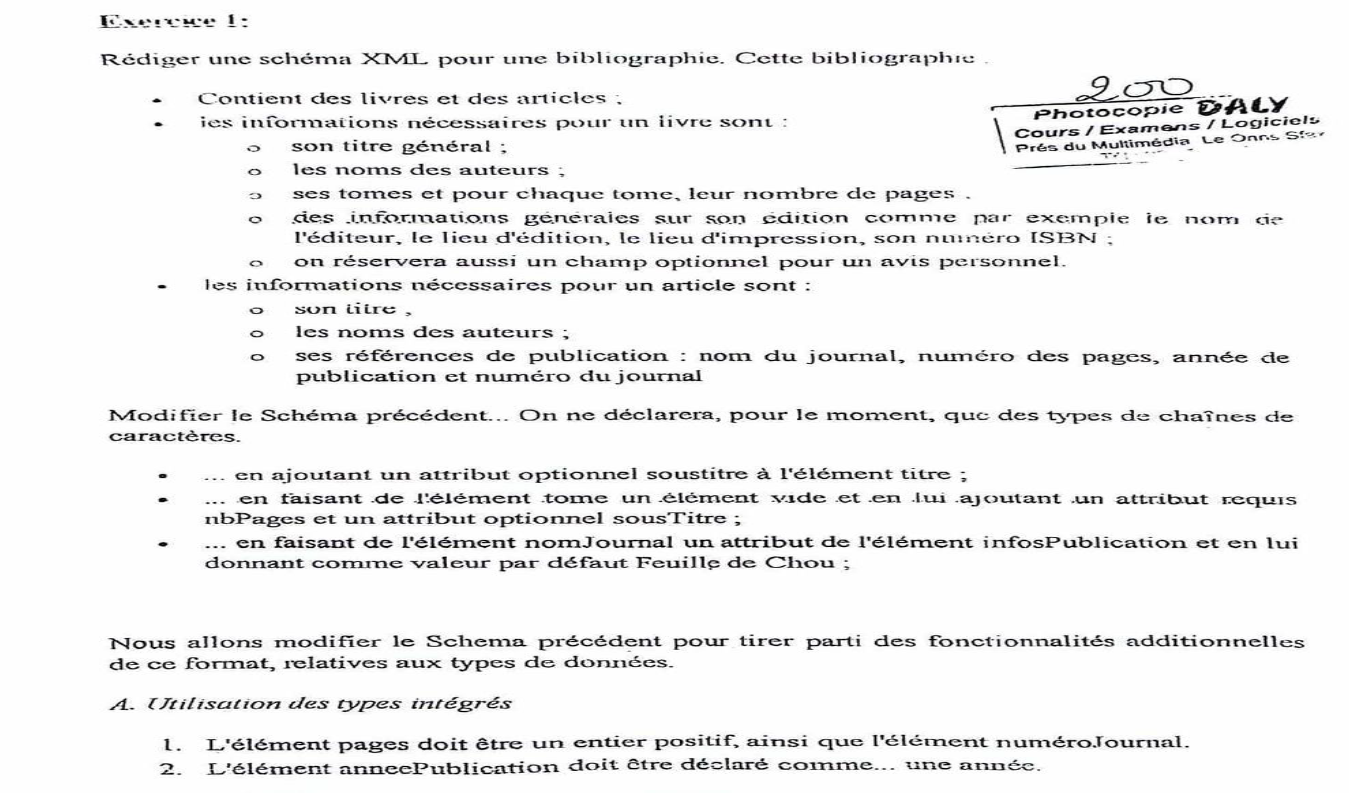 Exercice 1:
Rédiger une schéma XML pour une bibliographie. Cette bibliographie .
• Contient des livres et des articles ;
• les informations nécessaires pour un livre sont :
o son titre général ;
o les noms des auteurs ;
o ses tomes et pour chaque tome, leur nombre de pages .
o des informations générales sur son édition comme par exemple le nom de
l'éditeur, le lieu d'édition, le lieu d'impression, son numéro ISBN ;
o on réservera aussi un champ optionnel pour un avis personnel.
• les informations nécessaires pour un article sont :
o son titre ,
o les noms des auteurs ;
o ses références de publication : nom du journal, numéro des pages, année de
publication et numéro du journal
200
Photocopie DALY
Cours / Examens / Logiciels
Prés du Multimédia
Modifier le Schéma précédent... On ne déclarera, pour le moment, que des types de chaînes de
caractères.
• ... en ajoutant un attribut optionnel soustitre à l'élément titre ;
• ... en faisant de l'élément tome un élément vide et en lui ajoutant un attribut requis
nbPages et un attribut optionnel sousTitre ;
• ... en faisant de l'élément nomJournal un attribut de l'élément infosPublication et en lui
donnant comme valeur par défaut Feuille de Chou ;
Nous allons modifier le Schema précédent pour tirer parti des fonctionnalités additionnelles
de ce format, relatives aux types de données.
A. Utilisation des types intégrés
1. L'élément pages doit être un entier positif, ainsi que l'élément numéroJournal.
2. L'élément anneePublication doit être déclaré comme... une année.